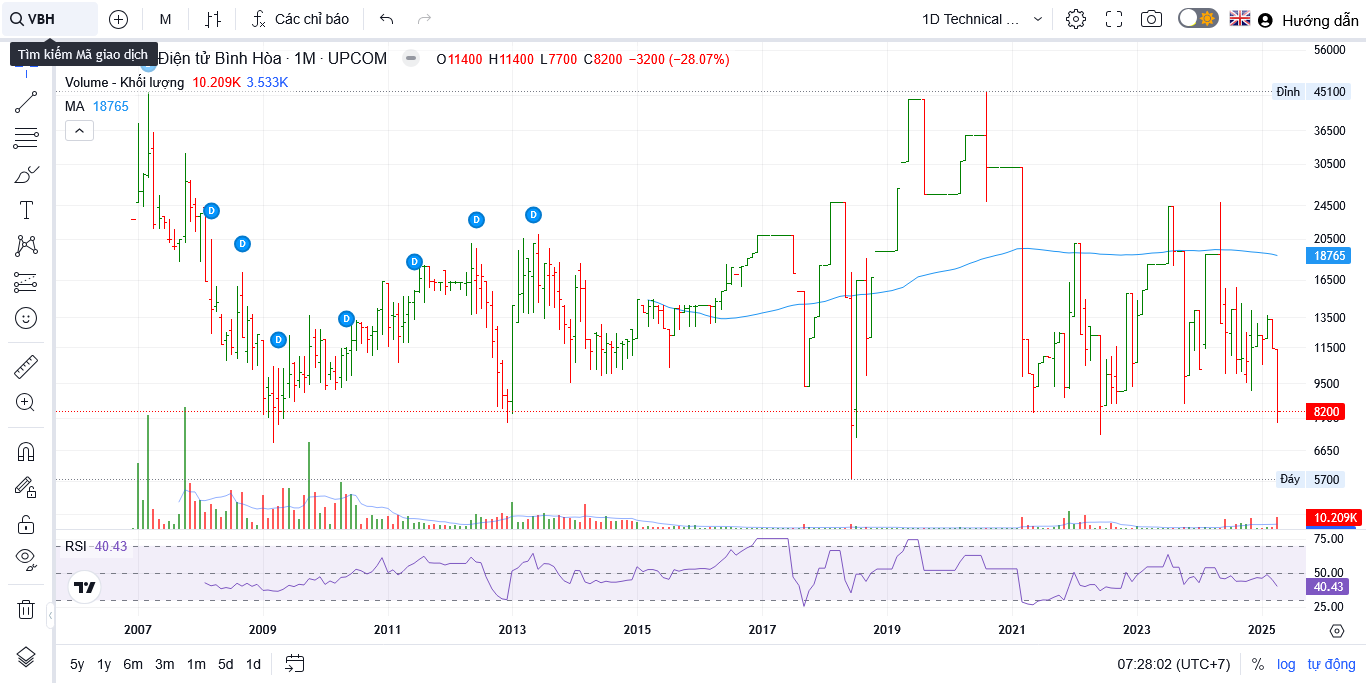 VBH
M
Các chỉ báo
1D Technical ...
Hướng dẫn
Tìm kiếm Mã giao dịch
Điện tử Bình Hòa · 1M · UPCOM
O11400 H11400 L7700 C8200 −3200 (−28.07%)
Volume - Khối lượng 10.209K 3.533K
MA 18765
56000
Đỉnh 45100
36500
30500
24500
20500
18765
16500
13500
11500
9500
8200
6650
Đáy 5700
10.209K
D
D
D
D
D
D
D
RSI 40.43
75.00
50.00
40.43
25.00
2007 2009 2011 2013 2015 2017 2019 2021 2023 2025
5y 1y 6m 3m 1m 5d 1d
07:28:02 (UTC+7) % log tự động